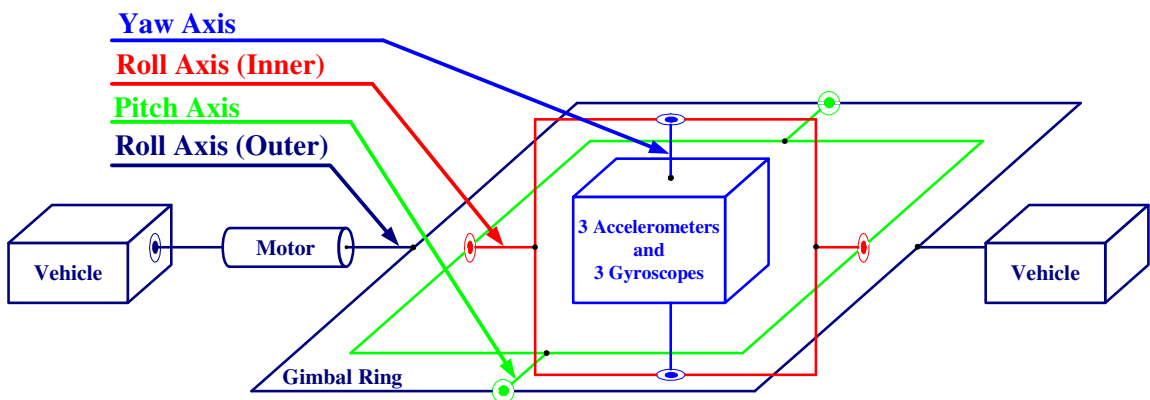 Yaw Axis
Roll Axis (Inner)
Pitch Axis
Roll Axis (Outer)
Vehicle
Motor
3 Accelerometers
and
3 Gyroscopes
Vehicle
Gimbal Ring